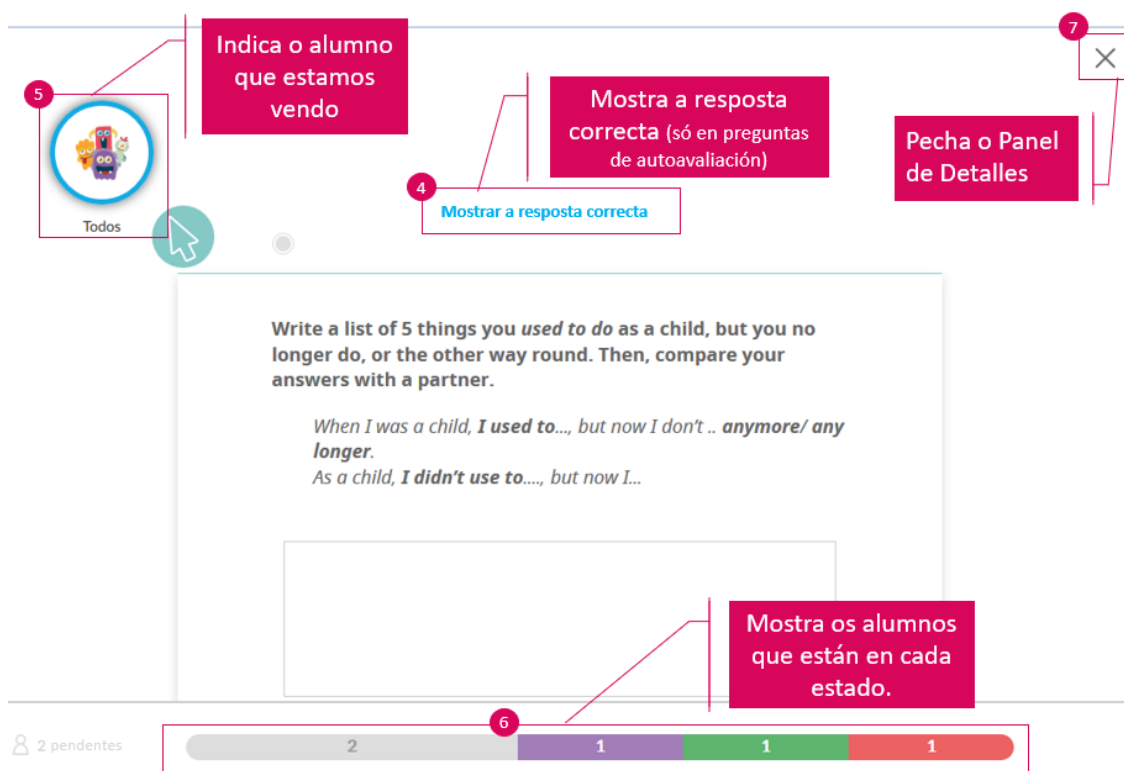 7
Indica o alumno
que estamos
vendo
5
Mostra a resposta
correcta (só en preguntas
de autoavaliación)
Pecha o Panel
de Detalles
4
Mostrar a resposta correcta
Todos
Write a list of 5 things you used to do as a child, but you no
longer do, or the other way round. Then, compare your
answers with a partner.
When I was a child, I used to..., but now I don't .. anymore/ any
longer.
As a child, I didn't use to...., but now I...
Mostra os alumnos
que están en cada
estado.
6
2 pendentes
2
1
1
1